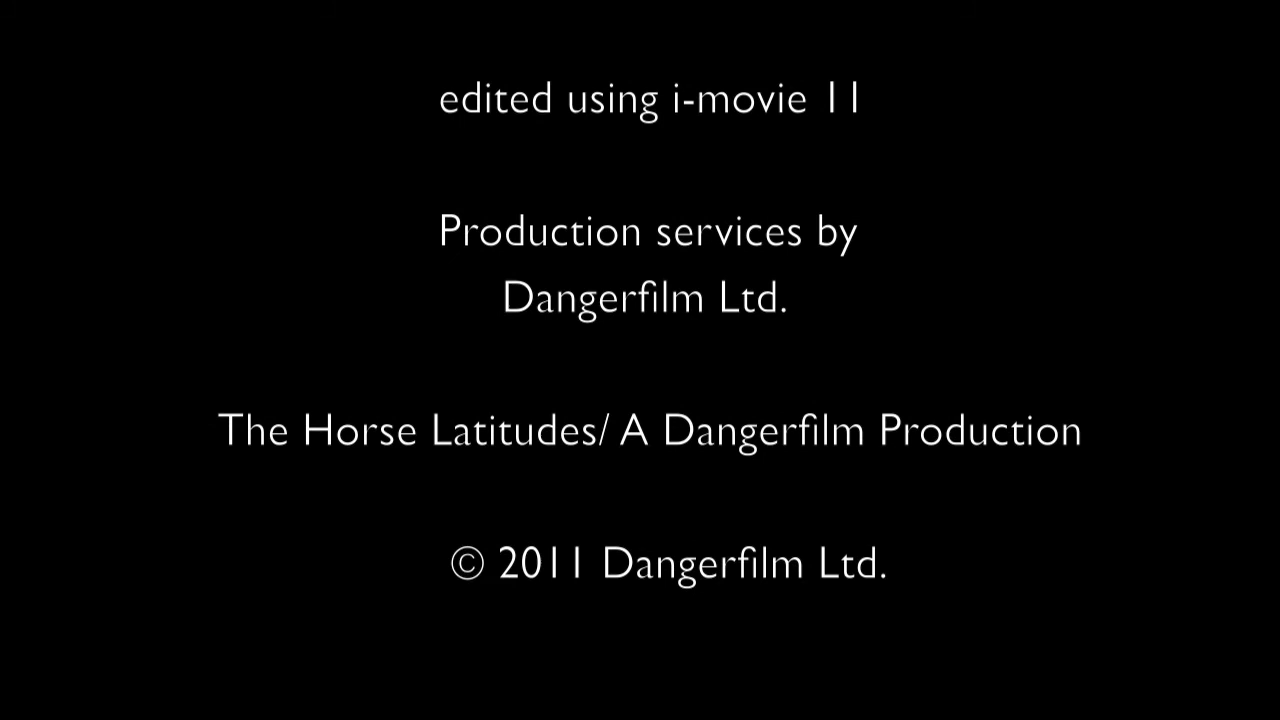 edited using i-movie 11
Production services by
Dangerfilm Ltd.
The Horse Latitudes/ A Dangerfilm Production
© 2011 Dangerfilm Ltd.